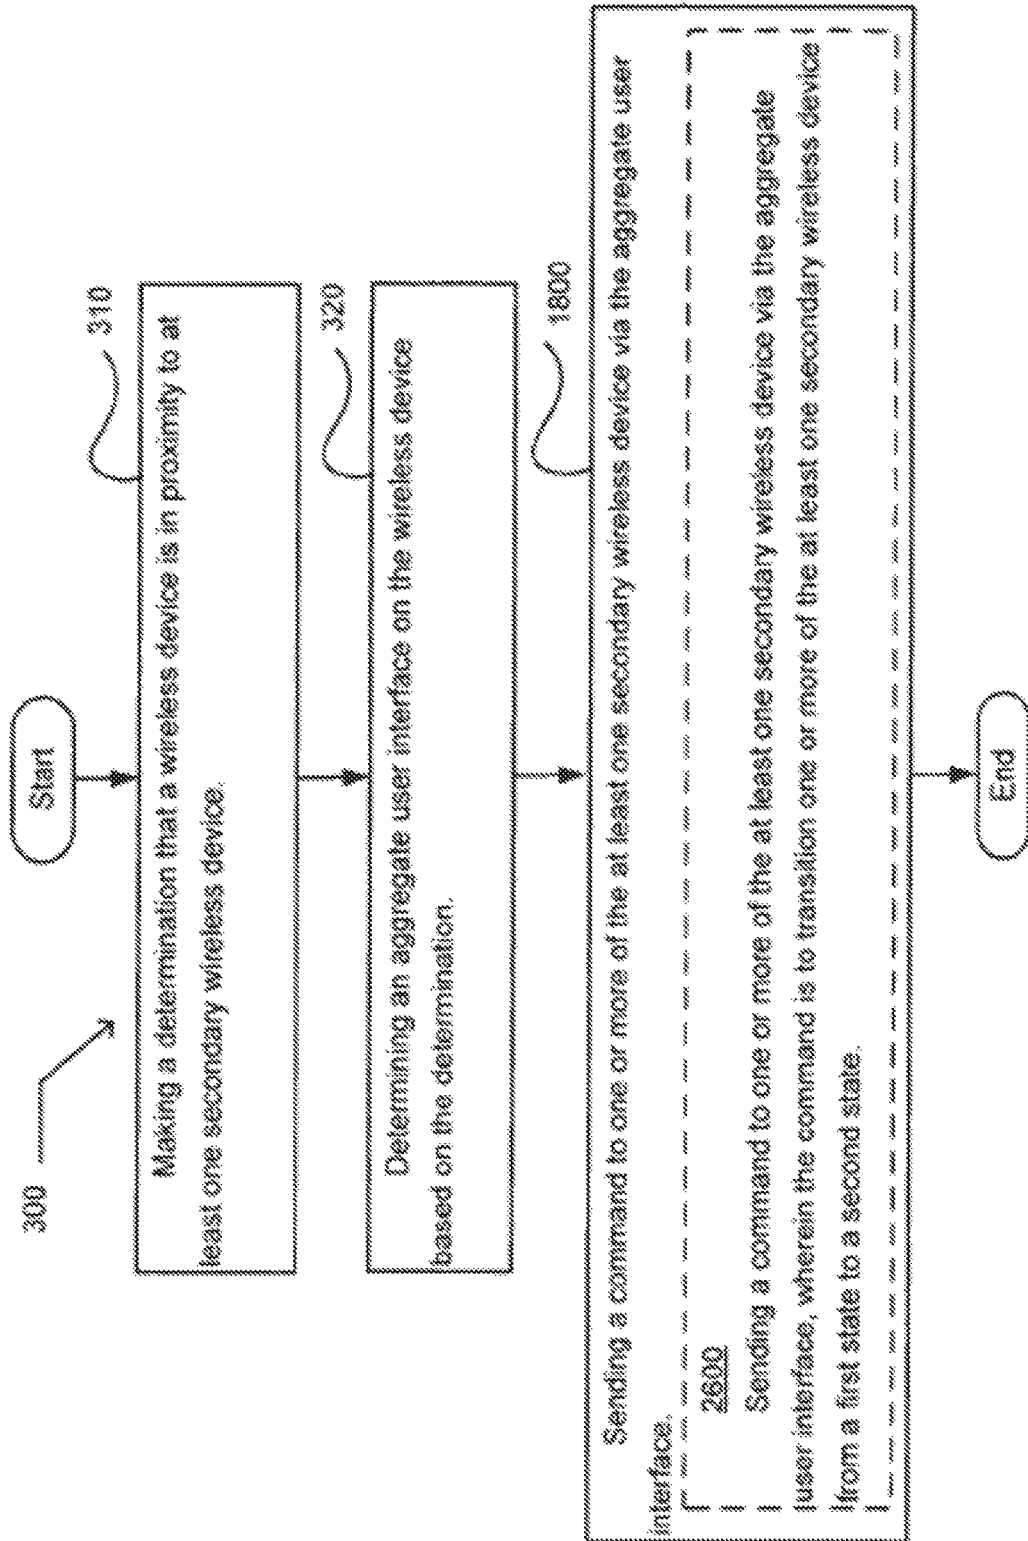 300
Start
310
Making a determination that a wireless device is in proximity to at
least one secondary wireless device.
320
Determining an aggregate user interface on the wireless device
based on the determination.
1800
Sending a command to one or more of the at least one secondary wireless device via the aggregate user
interface.
2600
Sending a command to one or more of the at least one secondary wireless device via the aggregate
user interface, wherein the command is to transition one or more of the at least one secondary wireless device
from a first state to a second state.
End